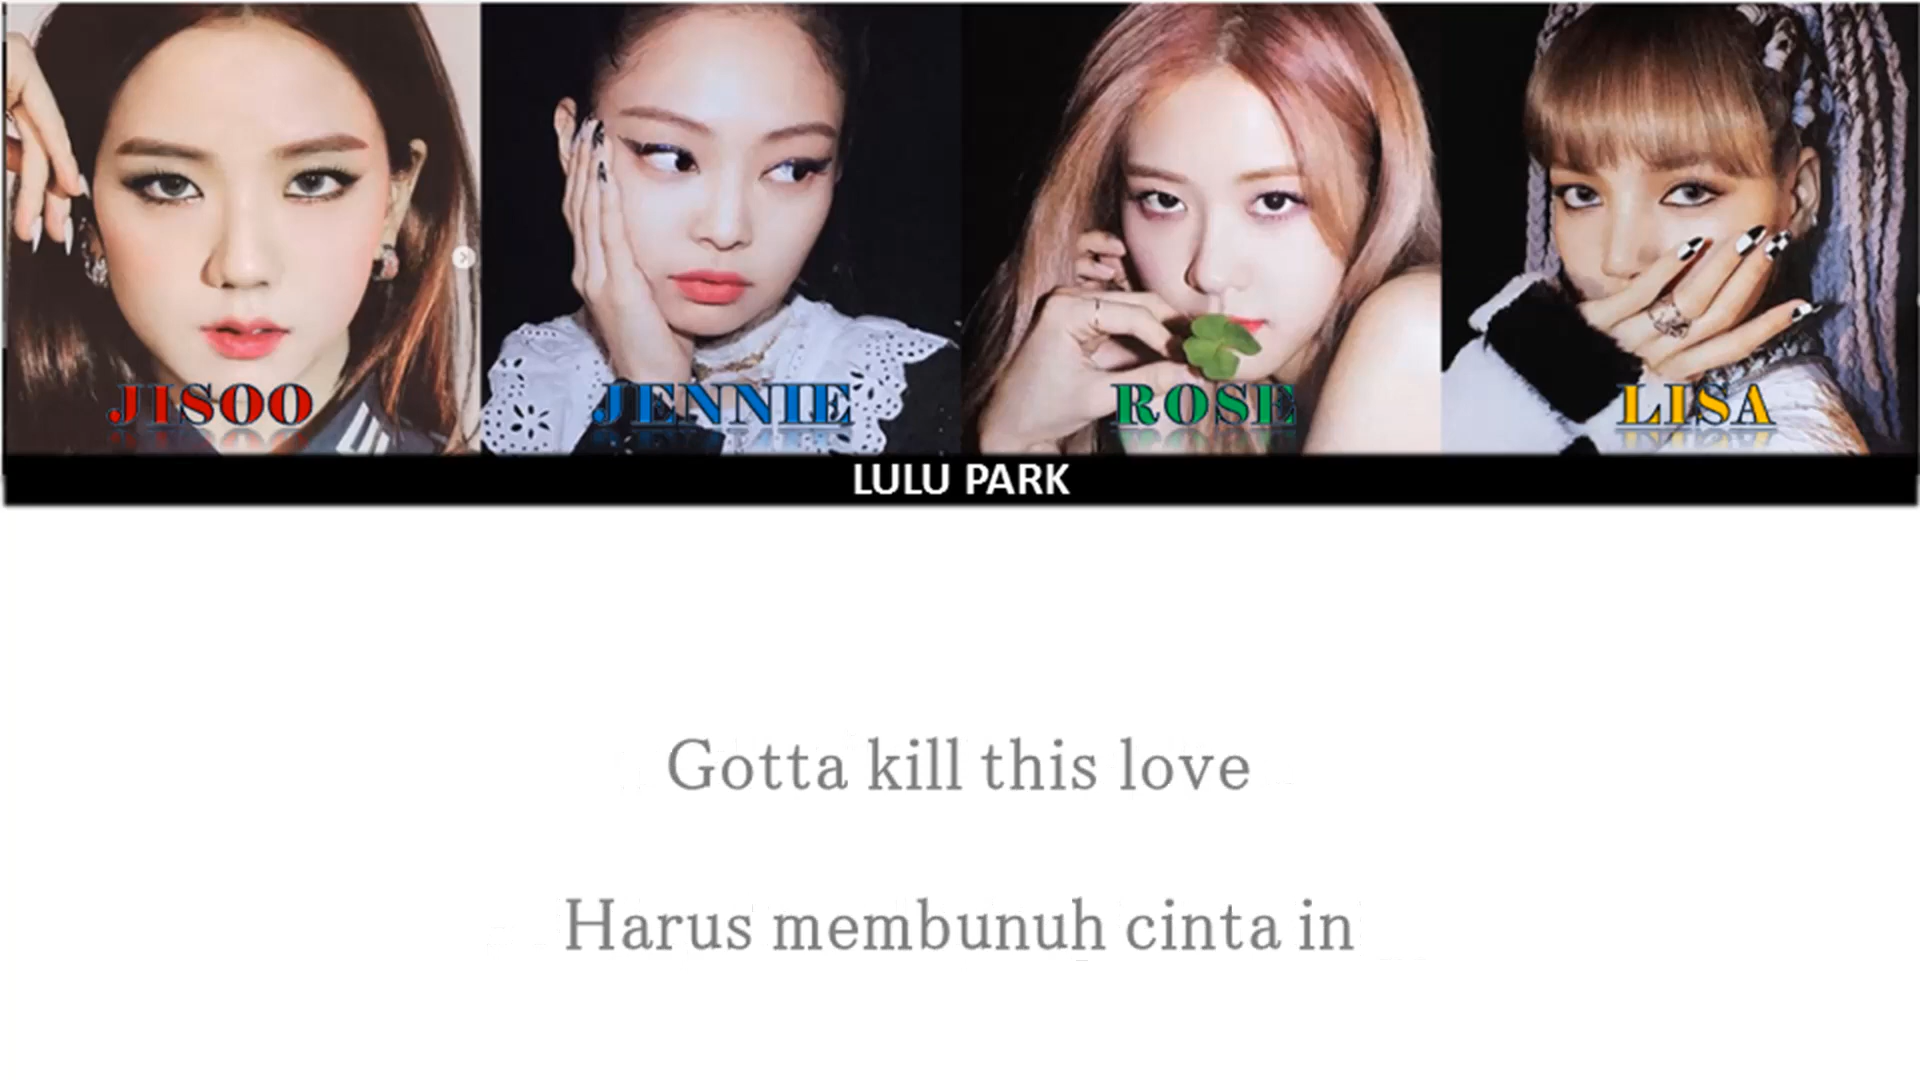 JISOO JENNIE ROSE LISA
LULU PARK
Gotta kill this love
Harus membunuh cinta in